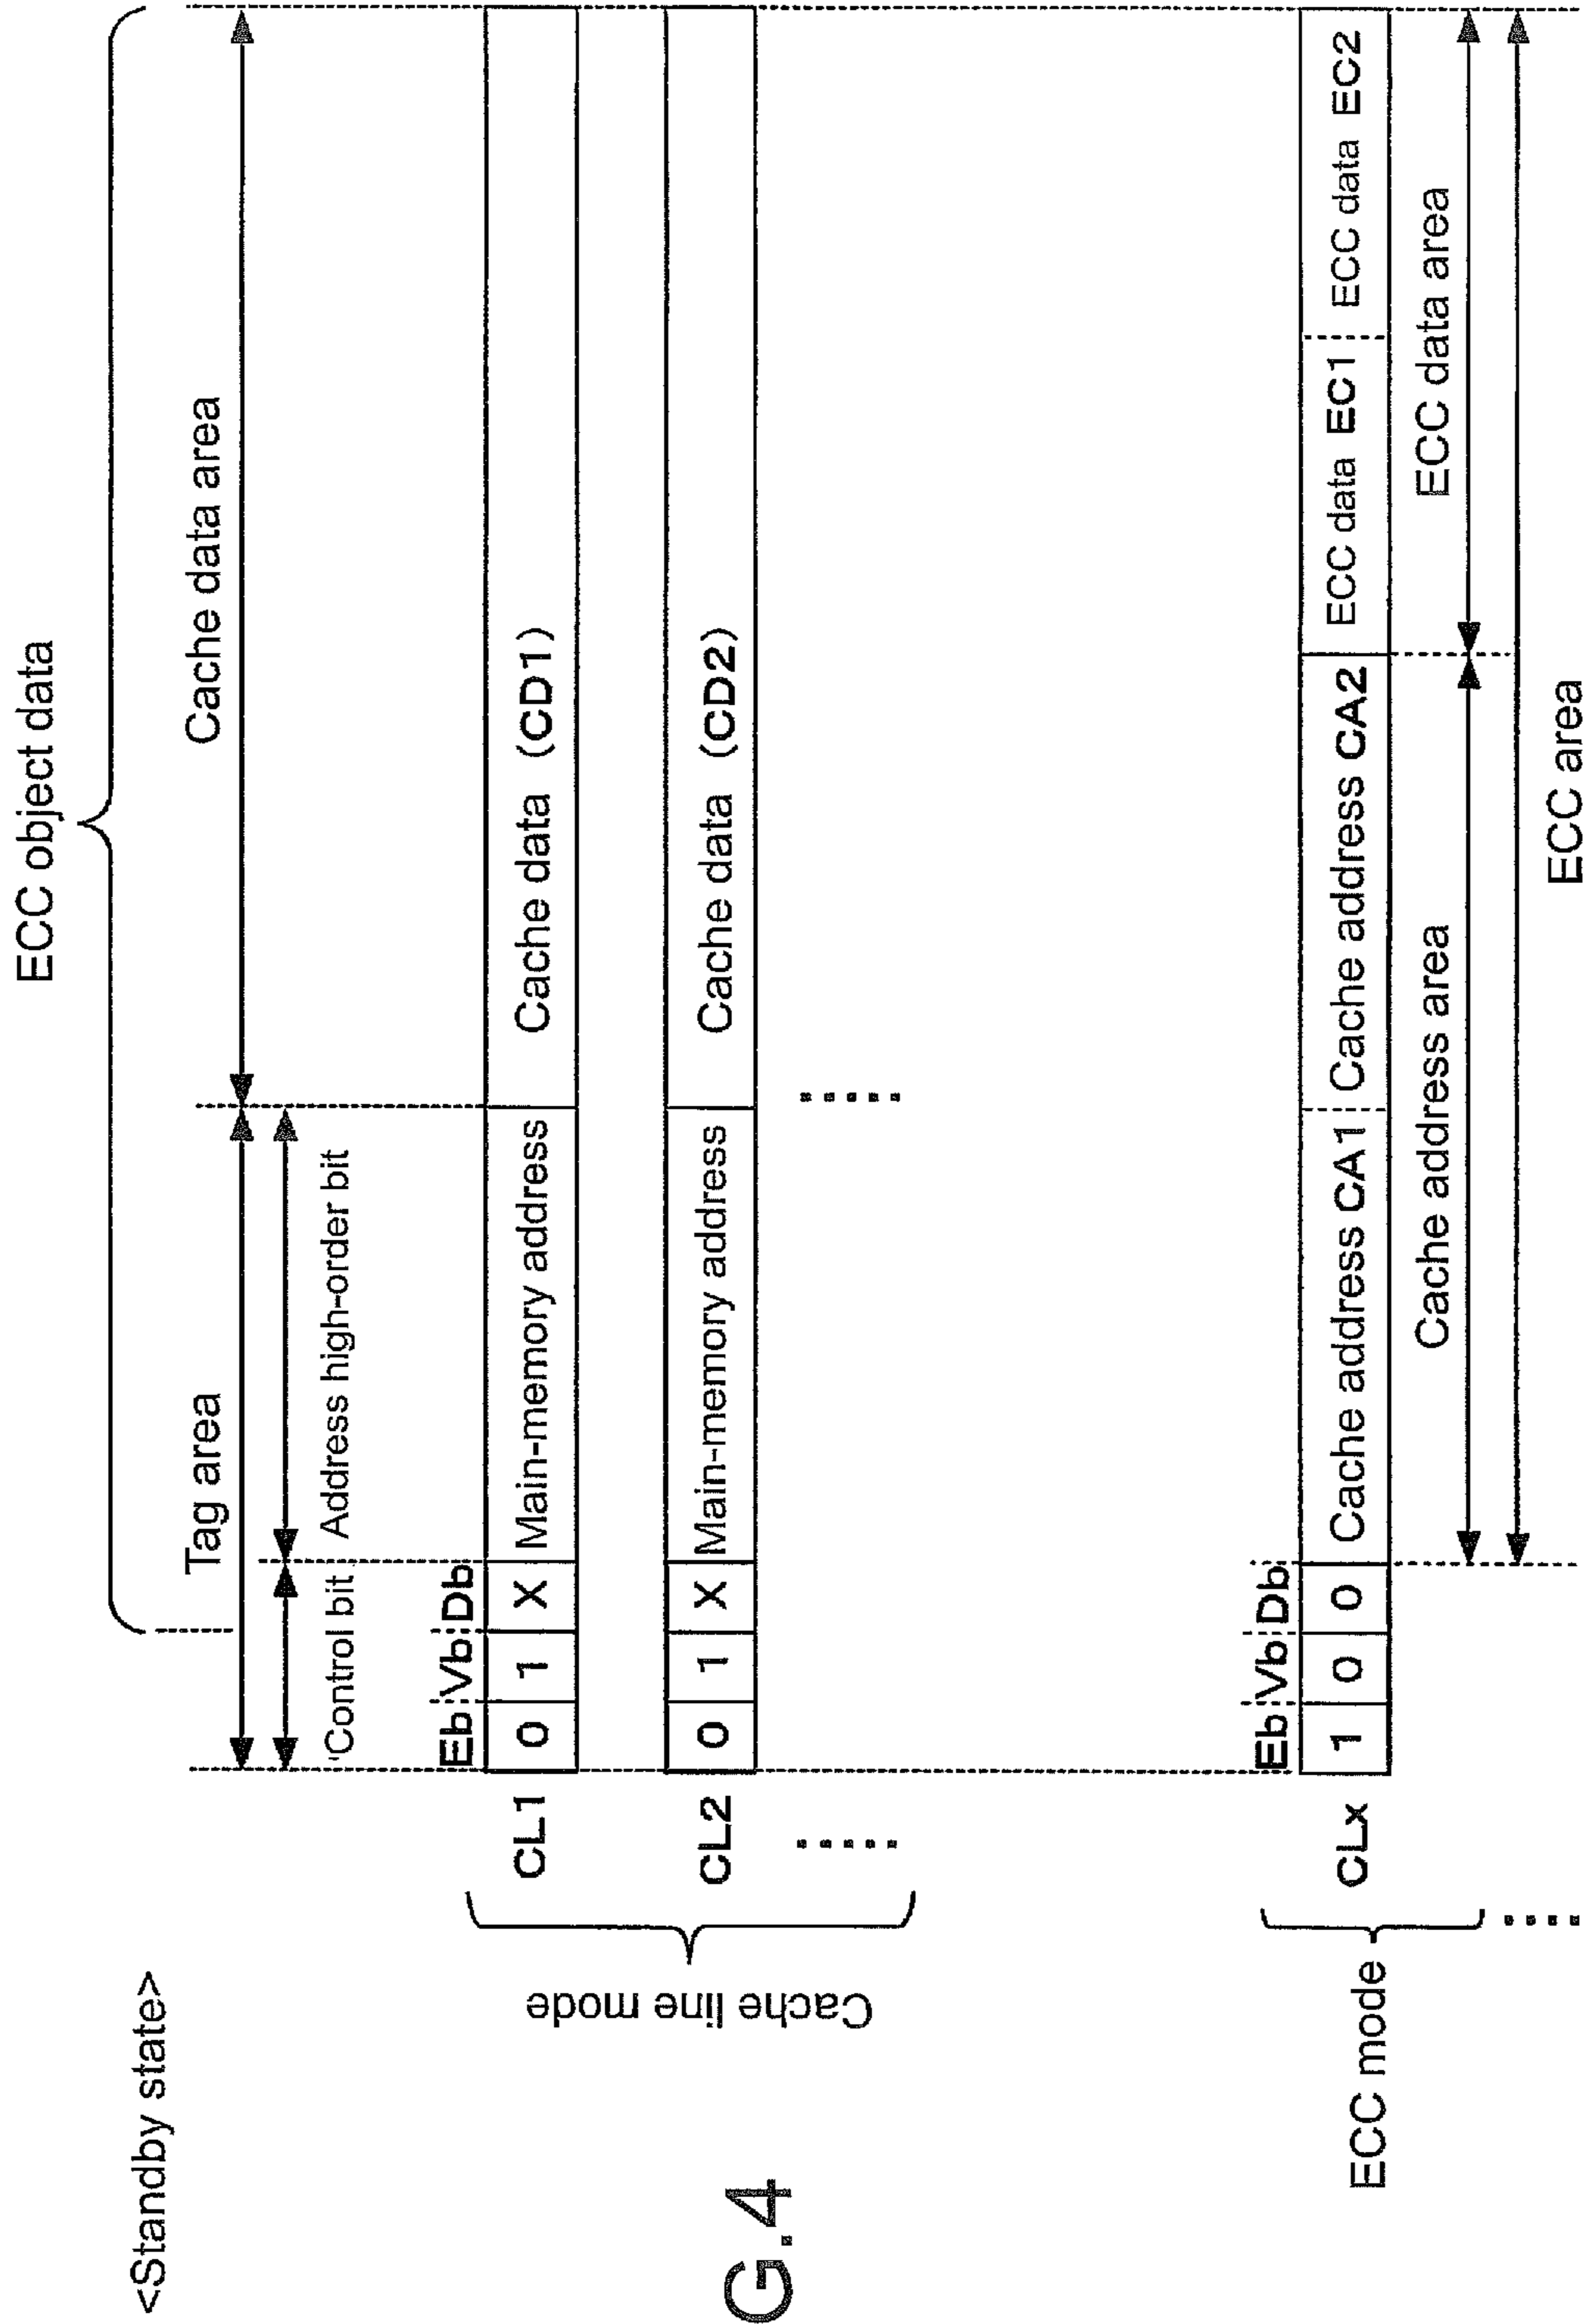 <Standby state>
ECC object data
Tag area
Cache data area
Control bit
Address high-order bit
Eb Vb Db
CL1 0 1 X Main-memory address Cache data (CD1)
CL2 0 1 X Main-memory address Cache data (CD2)
Cache line mode
Eb Vb Db
ECC mode CLx 1 0 0 Cache address CA1 Cache address CA2 ECC data EC1 ECC data EC2
Cache address area
ECC data area
ECC area
G.4